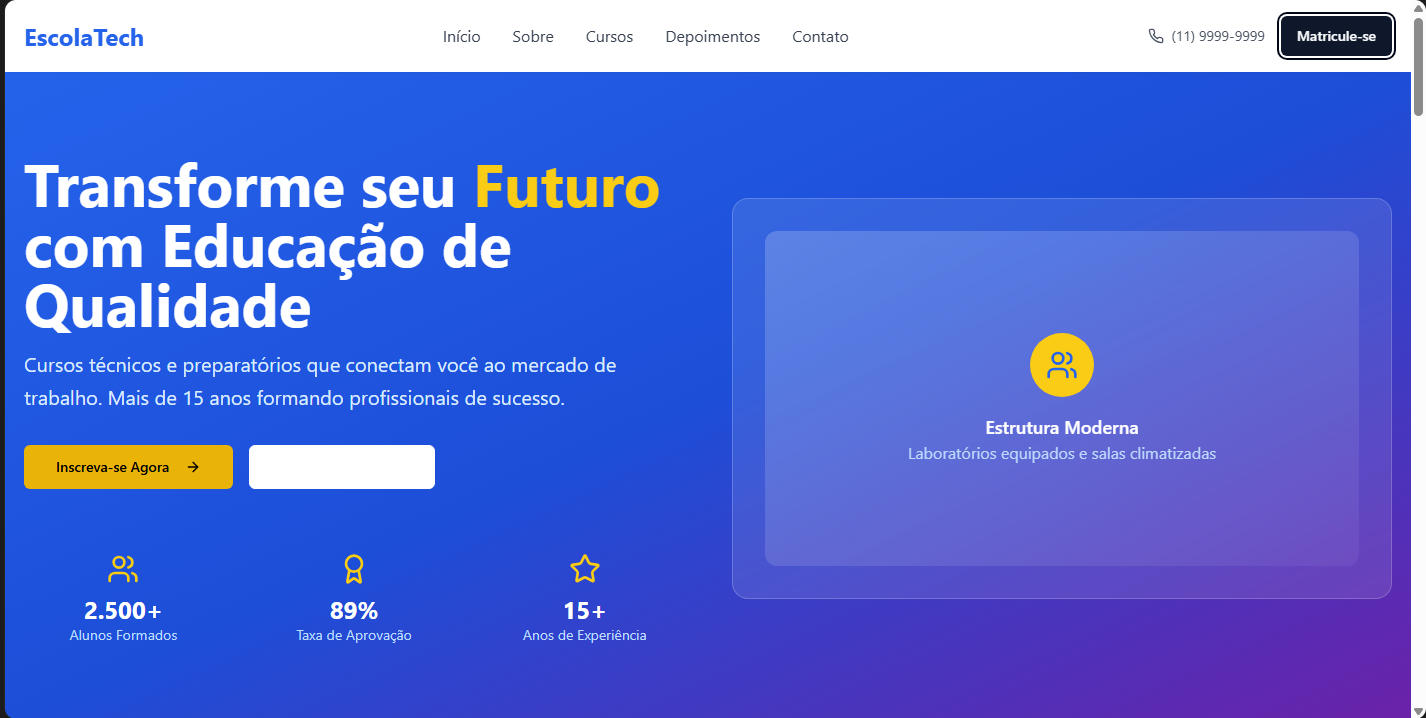 EscolaTech
Início
Sobre
Cursos
Depoimentos
Contato
(11) 9999-9999
Matricule-se
Transforme seu Futuro
com Educação de
Qualidade
Cursos técnicos e preparatórios que conectam você ao mercado de
trabalho. Mais de 15 anos formando profissionais de sucesso.
Inscreva-se Agora
2.500+
Alunos Formados
89%
Taxa de Aprovação
15+
Anos de Experiência
Estrutura Moderna
Laboratórios equipados e salas climatizadas